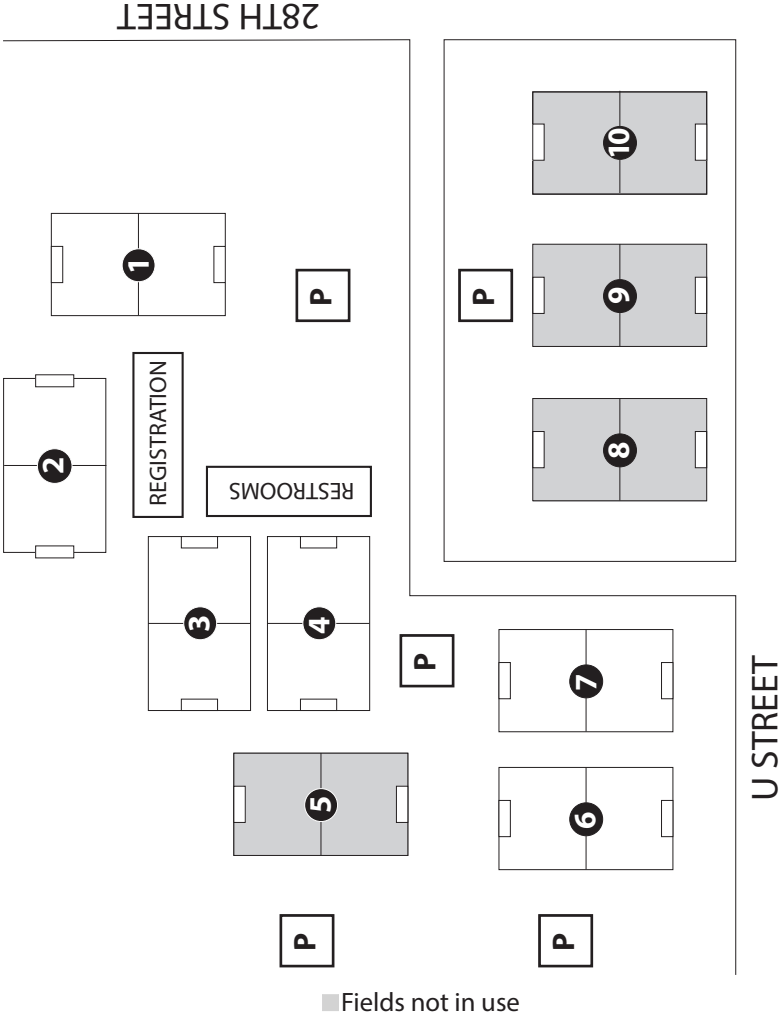 28TH STREET
10
1
P
P
9
2
REGISTRATION
8
RESTROOMS
3
4
P
7
U STREET
5
6
P
P
Fields not in use